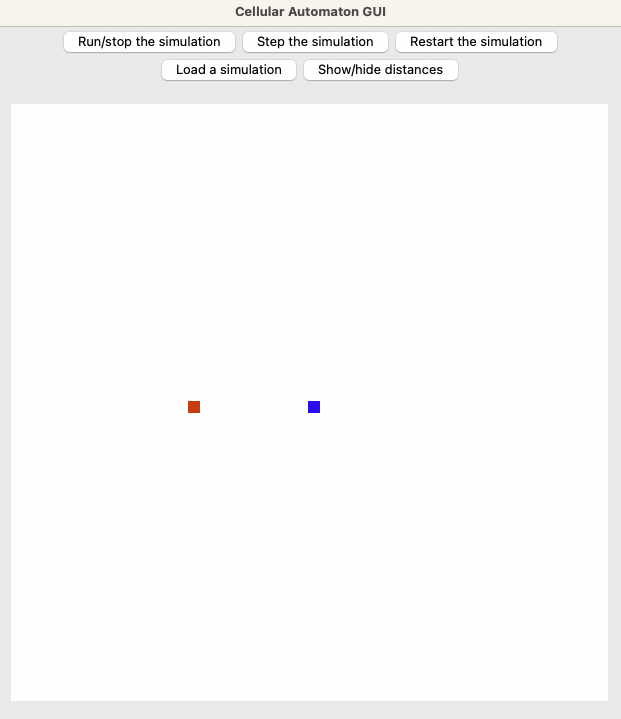 Cellular Automaton GUI
Run/stop the simulation Step the simulation Restart the simulation
Load a simulation Show/hide distances